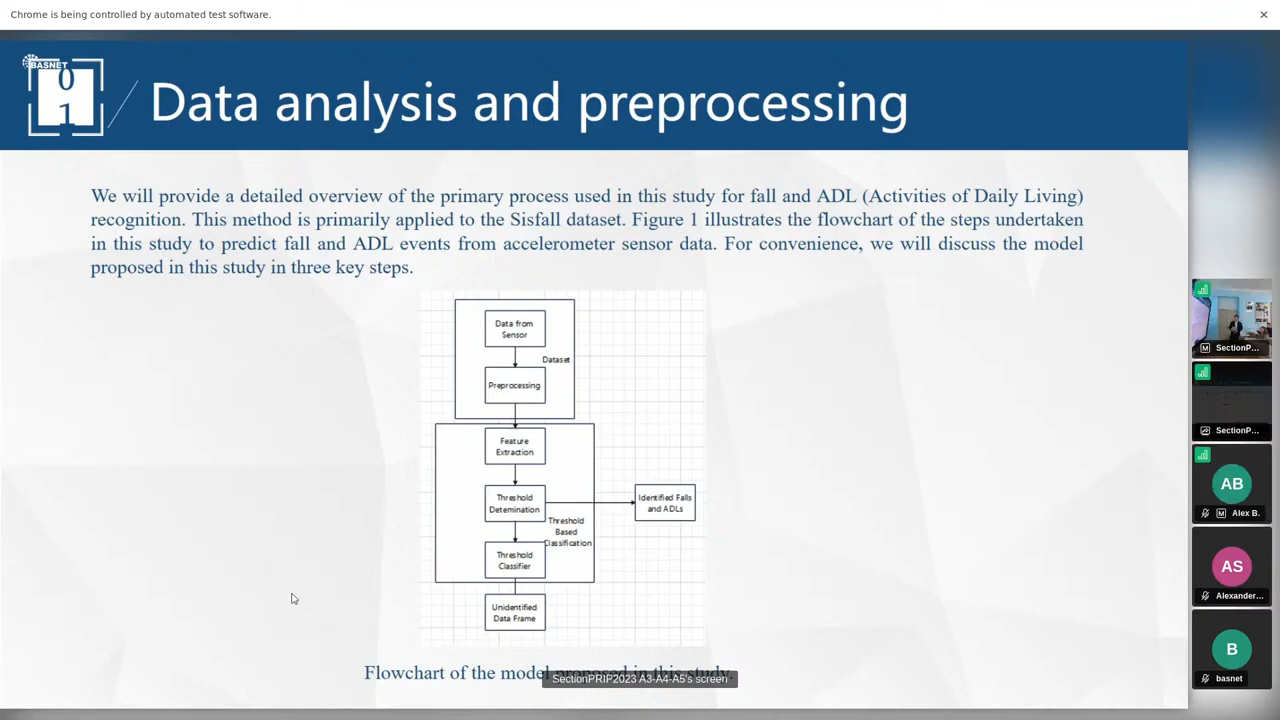 Chrome is being controlled by automated test software.
BASNET
0
1
Data analysis and preprocessing
We will provide a detailed overview of the primary process used in this study for fall and ADL (Activities of Daily Living)
recognition. This method is primarily applied to the Sisfall dataset. Figure 1 illustrates the flowchart of the steps undertaken
in this study to predict fall and ADL events from accelerometer sensor data. For convenience, we will discuss the model
proposed in this study in three key steps.
Data from
Sensor
Dataset
Preprocessing
Feature
Extraction
Threshold
Detemination
Identified Falls
and ADLs
Threshold
Based
Classification
Threshold
Classifier
Unidentified
Data Frame
Flowchart of the model proposed in this study.
SectionPRIP2023 A3-A4-A5's screen
M
SectionP...
SectionP...
AB
M
Alex B.
AS
Alexander...
B
basnet